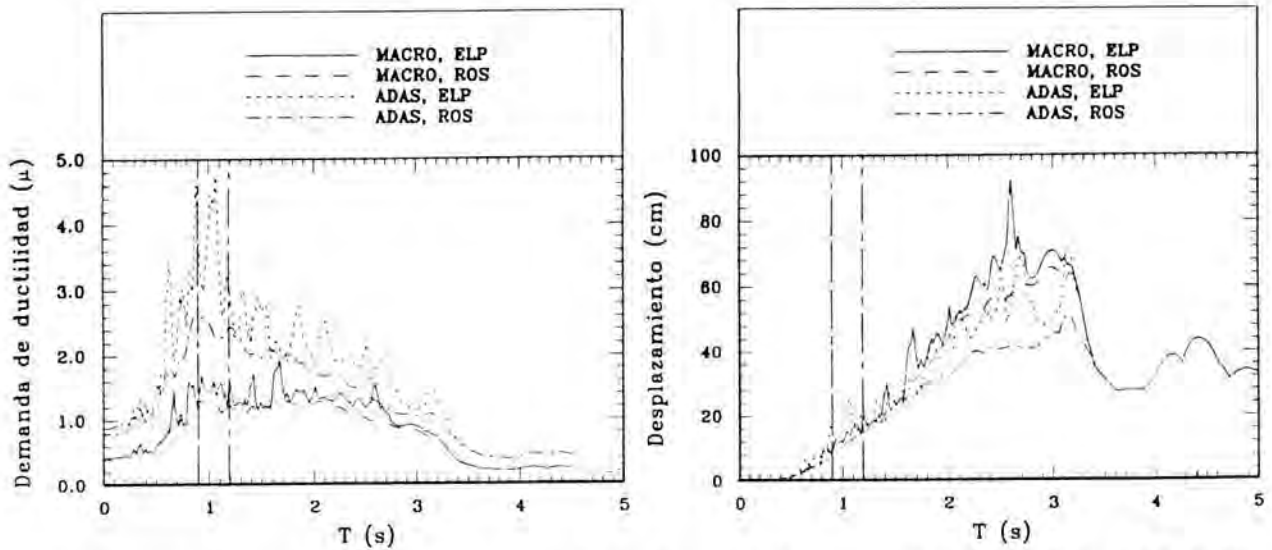 MACRO, ELP
MACRO, ROS
ADAS, ELP
ADAS, ROS
Demanda de ductilidad (μ)
5.0
4.0
3.0
2.0
1.0
0.0
0
1
2
3
4
5
T (s)
MACRO, ELP
MACRO, ROS
ADAS, ELP
ADAS, ROS
Desplazamiento (cm)
100
80
60
40
20
0
0
1
2
3
4
5
T (s)